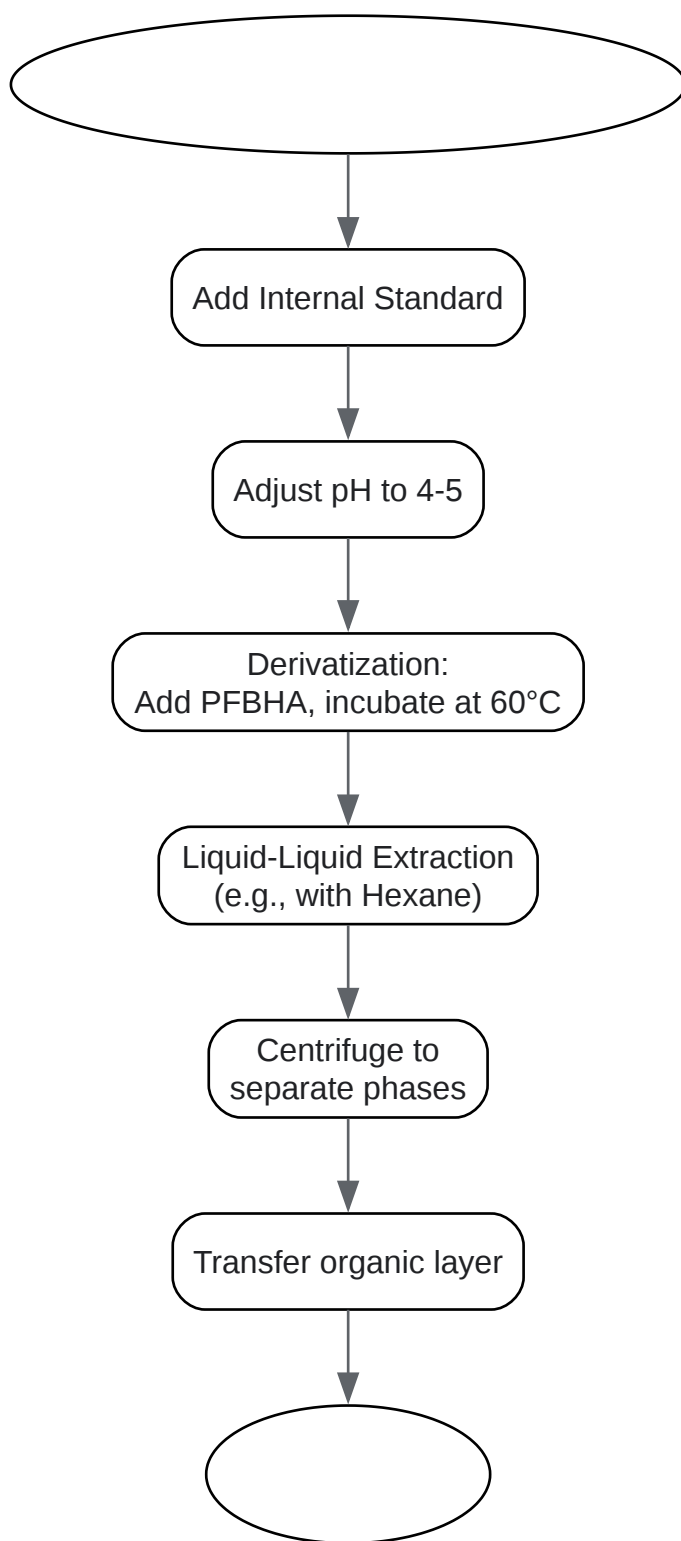 Add Internal Standard
Adjust pH to 4-5
Derivatization:
Add PFBHA, incubate at 60°C
Liquid-Liquid Extraction
(e.g., with Hexane)
Centrifuge to
separate phases
Transfer organic layer